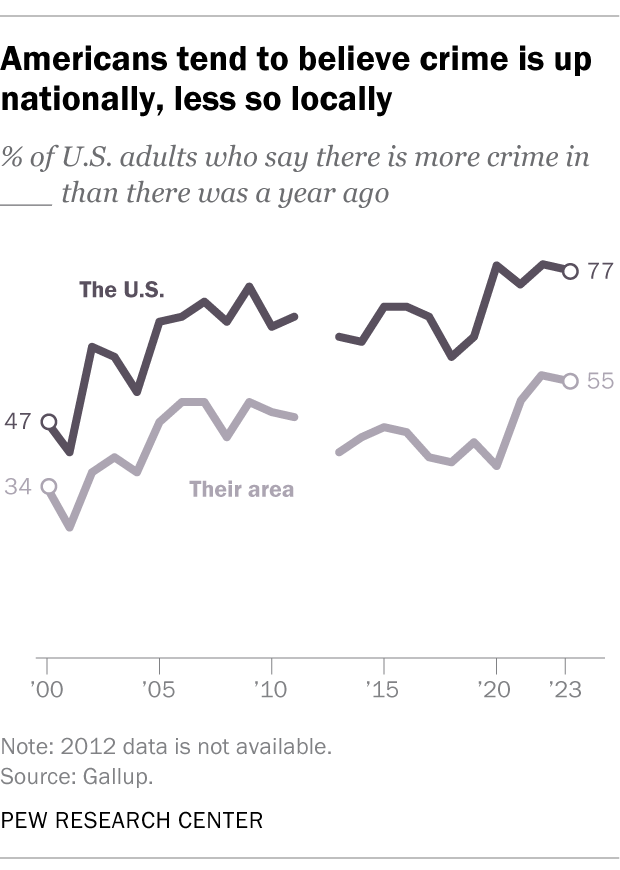 Americans tend to believe crime is up
nationally, less so locally
% of U.S. adults who say there is more crime in
___ than there was a year ago
The U.S.
77
47
55
34
Their area
’00 ’05 ’10 ’15 ’20 ’23
Note: 2012 data is not available.
Source: Gallup.
PEW RESEARCH CENTER